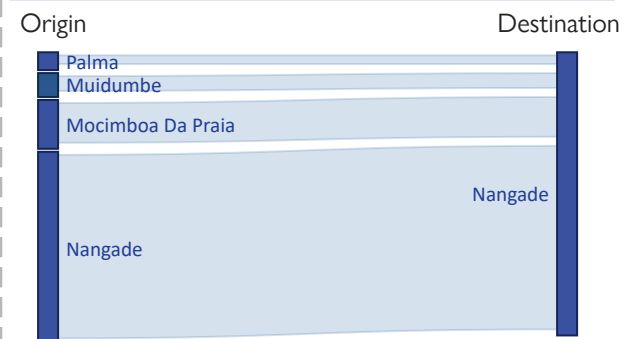 Origin
Destination
Palma
Muidumbe
Mocimboa Da Praia
Nangade
Nangade